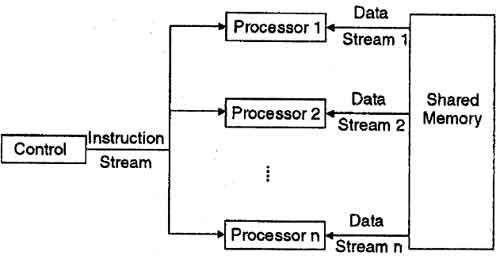 Processor 1
Data
Stream 1
Processor 2
Data
Stream 2
Shared
Memory
Control
Instruction
Stream
Processor n
Data
Stream n